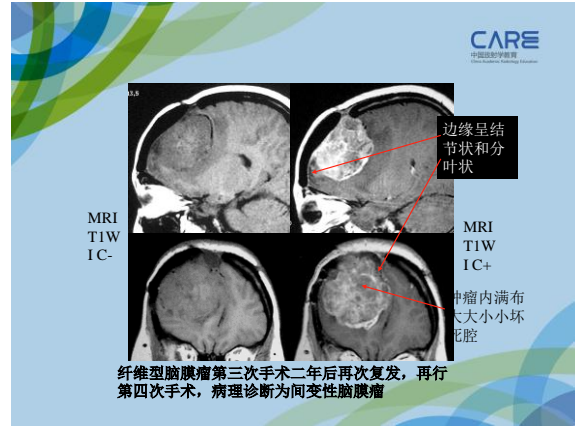 CARE
中国放射学教育
China Academic Radiology Education
边缘呈结
节状和分
叶状
MRI
T1W
I C-
MRI
T1W
I C+
肿瘤内满布
大大小小坏
死腔
纤维型脑膜瘤第三次手术二年后再次复发，再行
第四次手术，病理诊断为间变性脑膜瘤